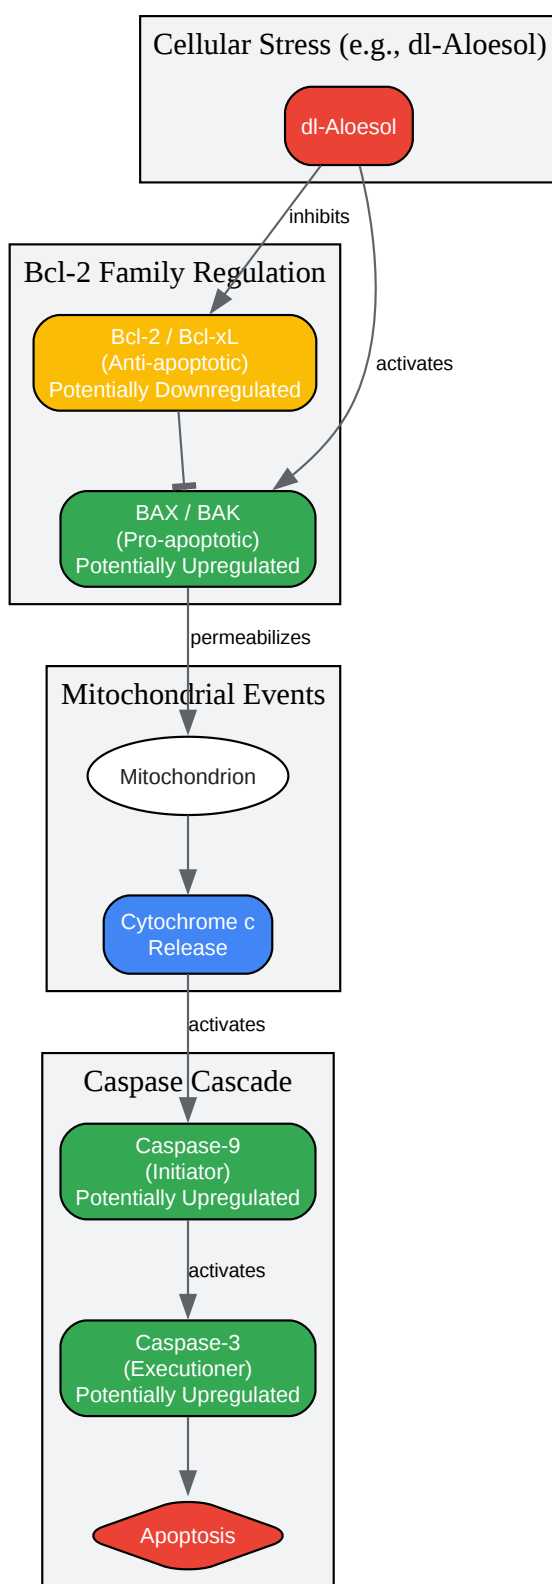 Cellular Stress (e.g., dl-Aloesol)
dl-Aloesol
inhibits
Bcl-2 Family Regulation
Bcl-2 / Bcl-xL
(Anti-apoptotic)
Potentially Downregulated
activates
BAX / BAK
(Pro-apoptotic)
Potentially Upregulated
permeabilizes
Mitochondrial Events
Mitochondrion
Cytochrome c
Release
activates
Caspase Cascade
Caspase-9
(Initiator)
Potentially Upregulated
activates
Caspase-3
(Executioner)
Potentially Upregulated
Apoptosis